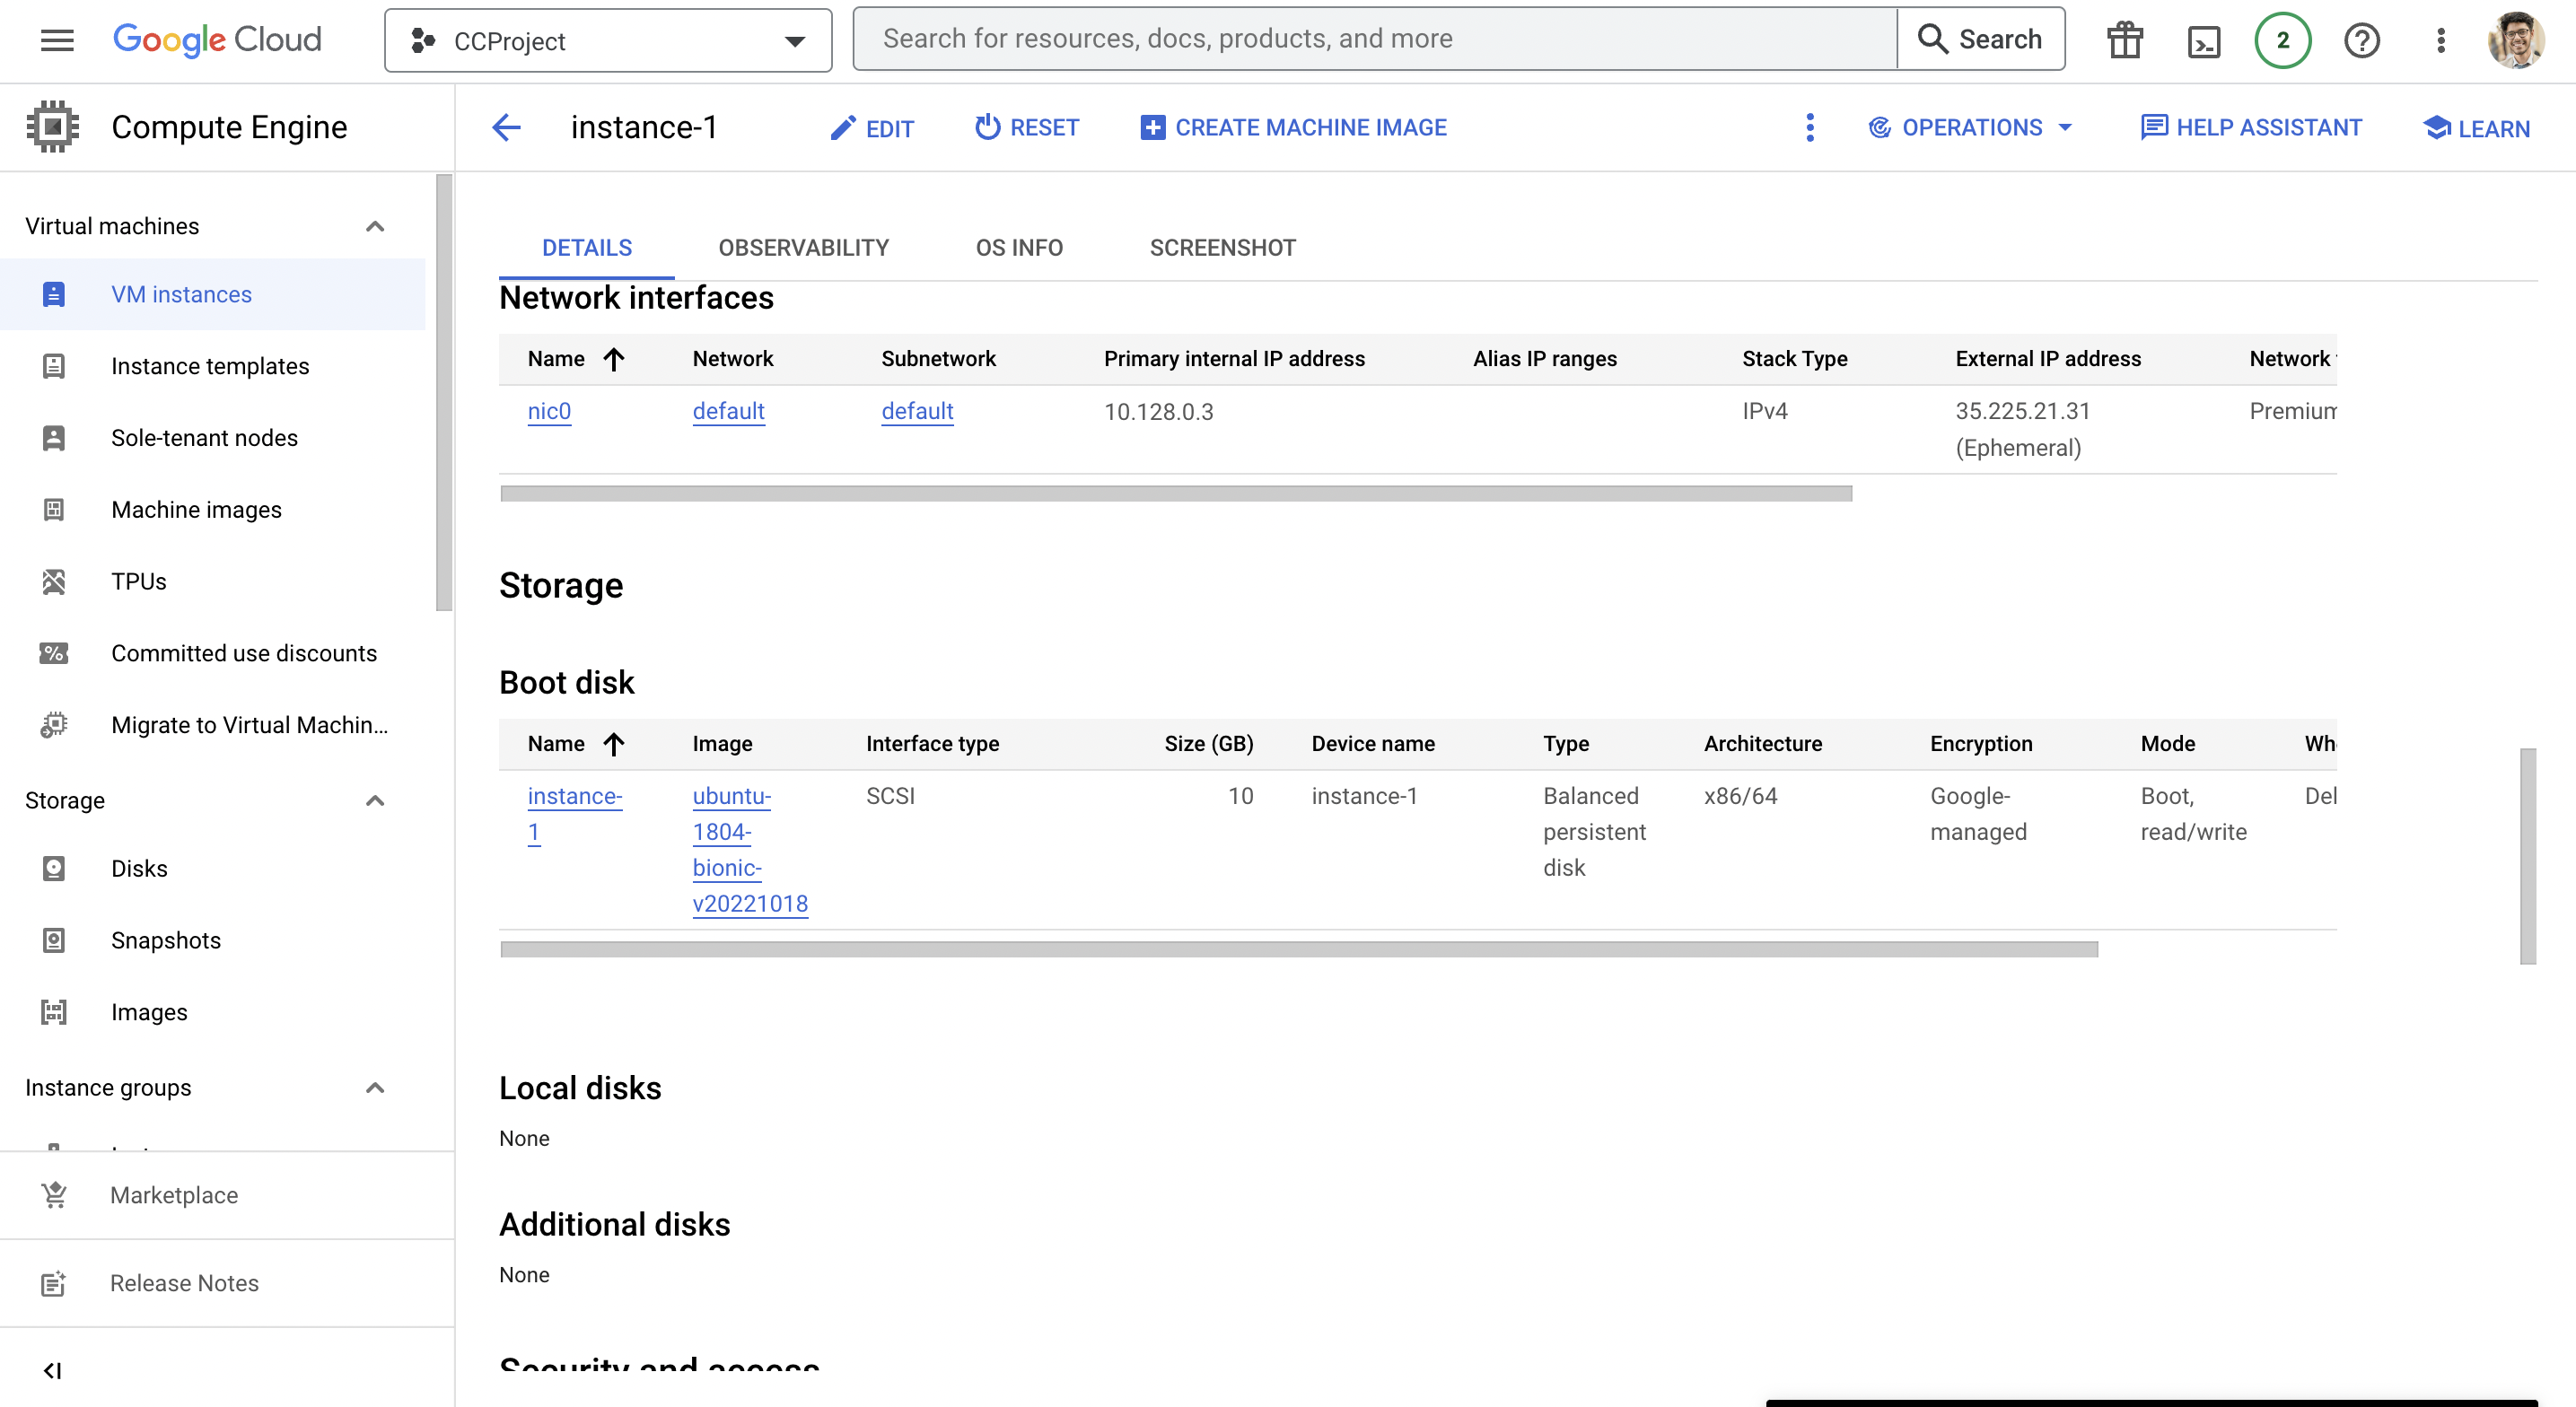 Google Cloud
CCProject
Search for resources, docs, products, and more
Search
2
Compute Engine
instance-1
EDIT
RESET
CREATE MACHINE IMAGE
OPERATIONS
HELP ASSISTANT
LEARN
Virtual machines
VM instances
Instance templates
Sole-tenant nodes
Machine images
TPUs
Committed use discounts
Migrate to Virtual Machin...
Storage
Disks
Snapshots
Images
Instance groups
Marketplace
Release Notes
DETAILS OBSERVABILITY OS INFO SCREENSHOT
Network interfaces
Name Network Subnetwork Primary internal IP address Alias IP ranges Stack Type External IP address Network
nic0 default default 10.128.0.3 IPv4 35.225.21.31 Premium
(Ephemeral)
Storage
Boot disk
Name Image Interface type Size (GB) Device name Type Architecture Encryption Mode Wh
instance- ubuntu- SCSI 10 instance-1 Balanced x86/64 Google- Boot, Del
1 1804- persistent managed read/write
bionic- disk
v20221018
Local disks
None
Additional disks
None
Security and access